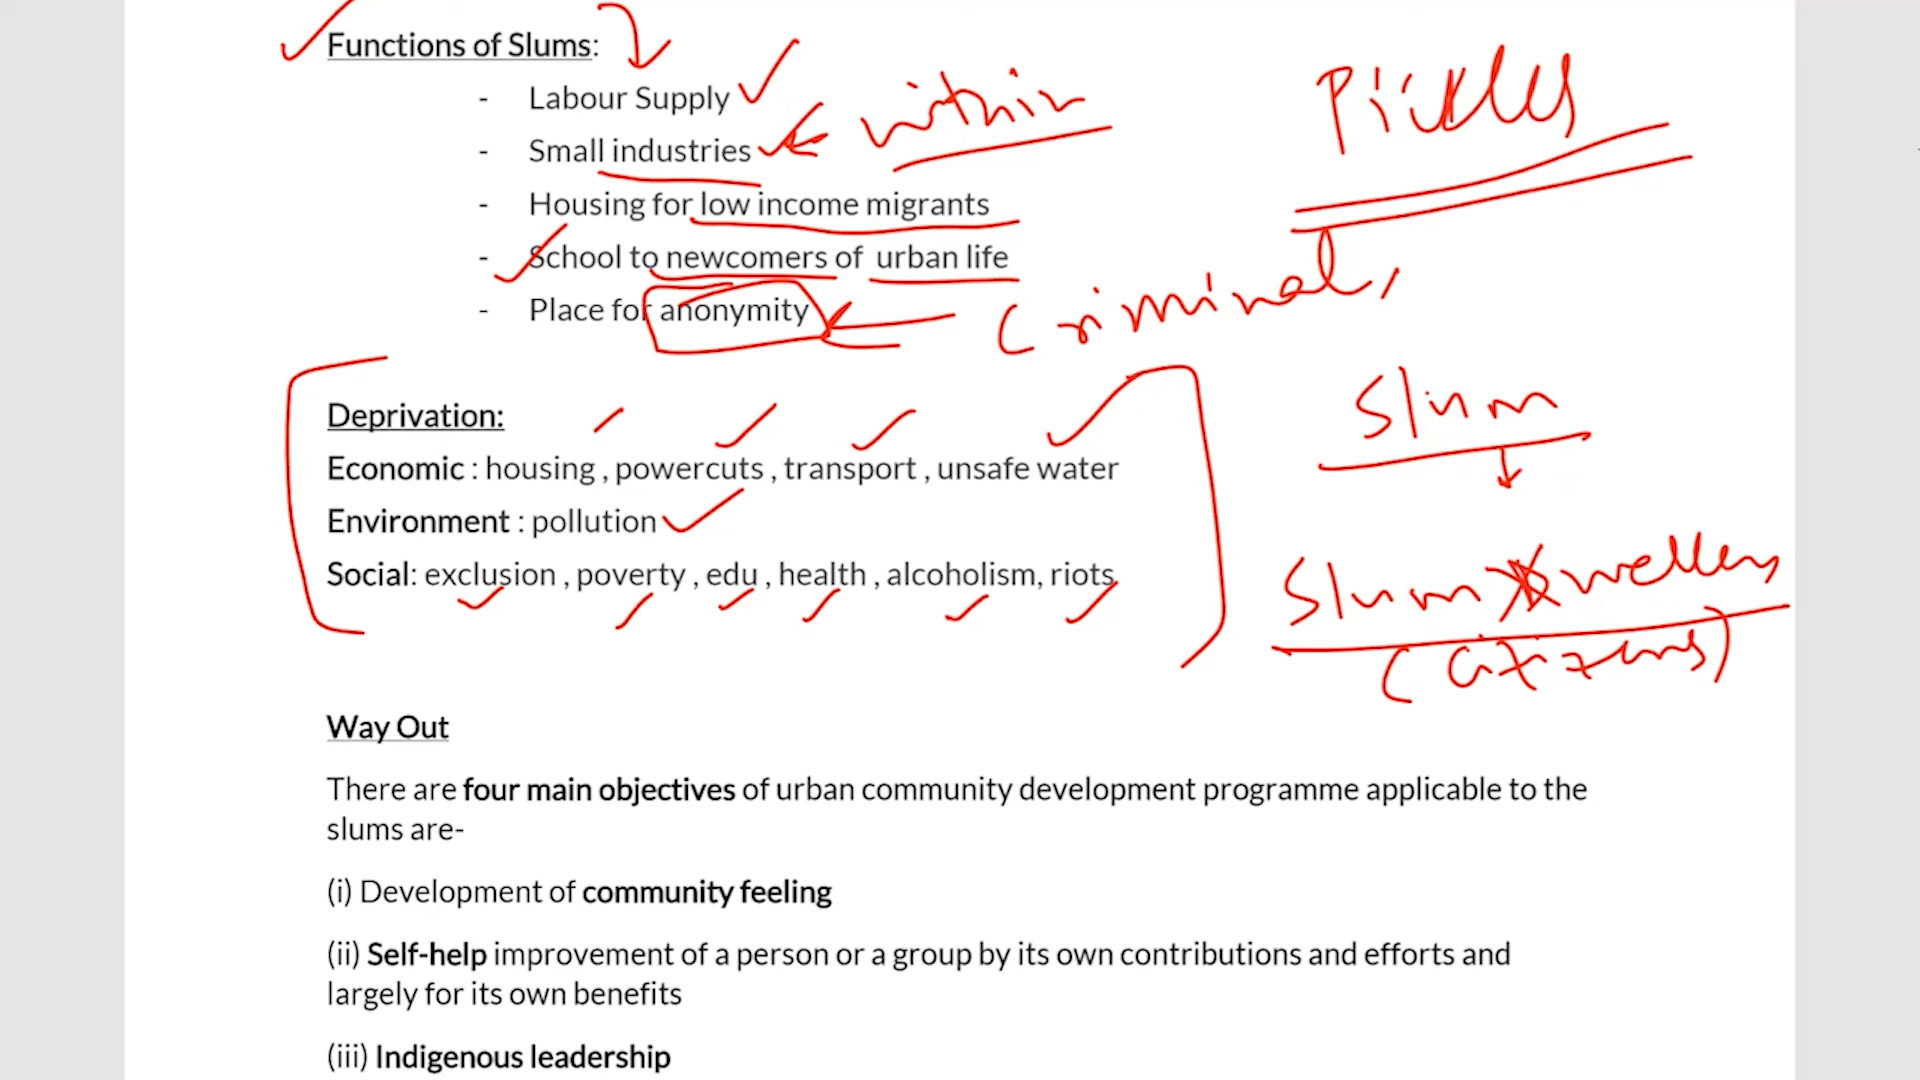 Functions of Slums:
- Labour Supply
- Small industries
within
Pickles
- Housing for low income migrants
- School to newcomers of urban life
- Place for anonymity
Criminal,
Slum
Deprivation:
Economic : housing , powercuts , transport , unsafe water
Environment : pollution
Social: exclusion , poverty , edu , health , alcoholism, riots,
Slum dwellers
(citizens)
Way Out
There are four main objectives of urban community development programme applicable to the
slums are-
(i) Development of community feeling
(ii) Self-help improvement of a person or a group by its own contributions and efforts and
largely for its own benefits
(iii) Indigenous leadership